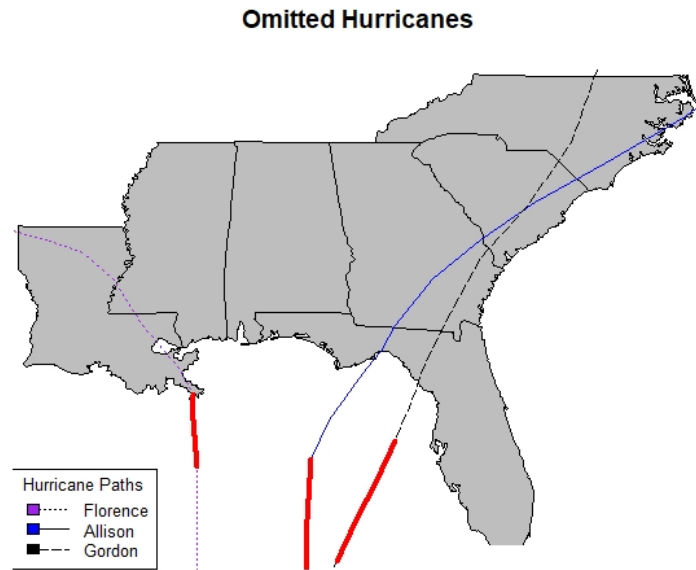 Omitted Hurricanes
Hurricane Paths
Florence
Allison
Gordon